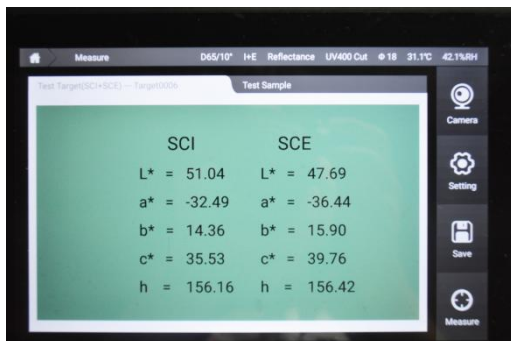 Measure D65/10° I+E Reflectance UV400 Cut Φ18 31.1℃ 42.1%RH
Test Target(SCI+SCE) -- Target0006 Test Sample
Camera
SCI SCE
L* = 51.04 L* = 47.69
Setting
a* = -32.49 a* = -36.44
b* = 14.36 b* = 15.90
Save
c* = 35.53 c* = 39.76
h = 156.16 h = 156.42
Measure